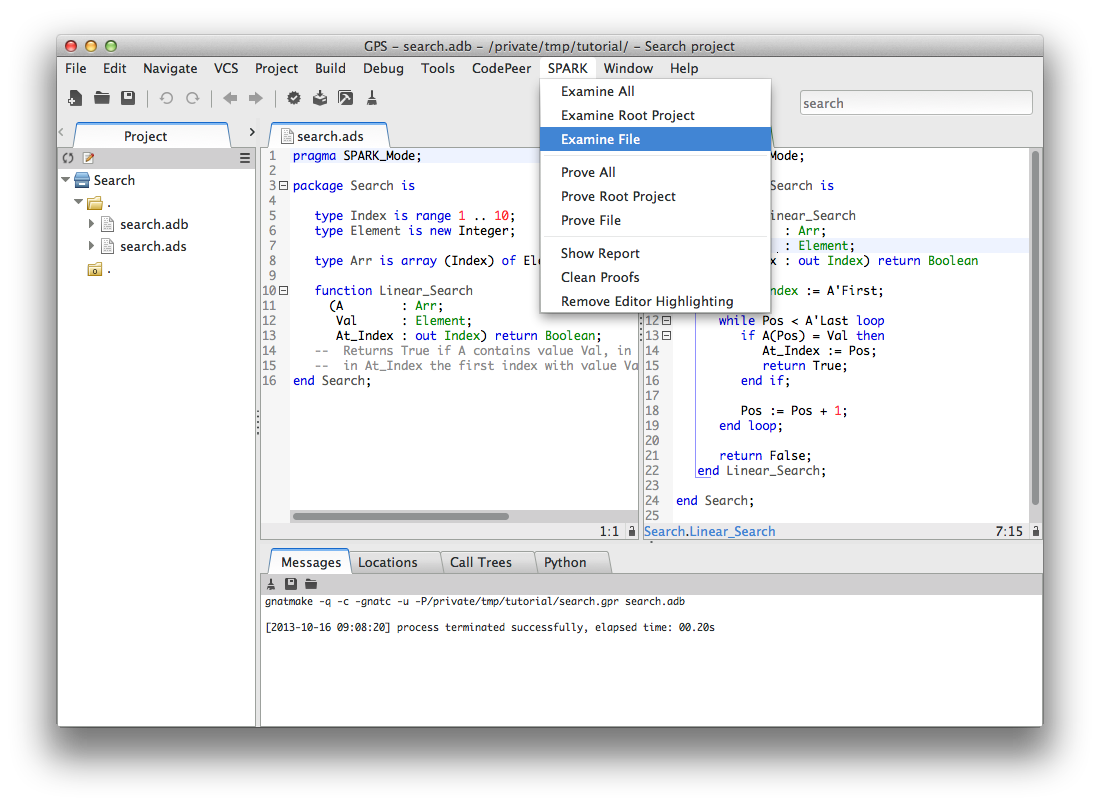 GPS – search.adb – /private/tmp/tutorial/ – Search project
File Edit Navigate VCS Project Build Debug Tools CodePeer SPARK Window Help
search
Examine All
Examine Root Project
Examine File
Prove All
Prove Root Project
Prove File
Show Report
Clean Proofs
Remove Editor Highlighting
Project
Search
.
search.adb
search.ads
.
search.ads
1 pragma SPARK_Mode;
2
3 package Search is
4
5 type Index is range 1 .. 10;
6 type Element is new Integer;
7
8 type Arr is array (Index) of El
9
10 function Linear_Search
11 (A : Arr;
12 Val : Element;
13 At_Index : out Index) return Boolean;
14 -- Returns True if A contains value Val, in
15 -- in At_Index the first index with value Va
16 end Search;
1:1
Mode;
Search is
inear_Search
: Arr;
: Element;
x : out Index) return Boolean
ndex := A'First;
12 while Pos < A'Last loop
13 if A(Pos) = Val then
14 At_Index := Pos;
15 return True;
16 end if;
17
18 Pos := Pos + 1;
19 end loop;
20
21 return False;
22 end Linear_Search;
23
24 end Search;
25
Search.Linear_Search 7:15
Messages Locations Call Trees Python
gnatmake -q -c -gnatc -u -P/private/tmp/tutorial/search.gpr search.adb
[2013-10-16 09:08:20] process terminated successfully, elapsed time: 00.20s